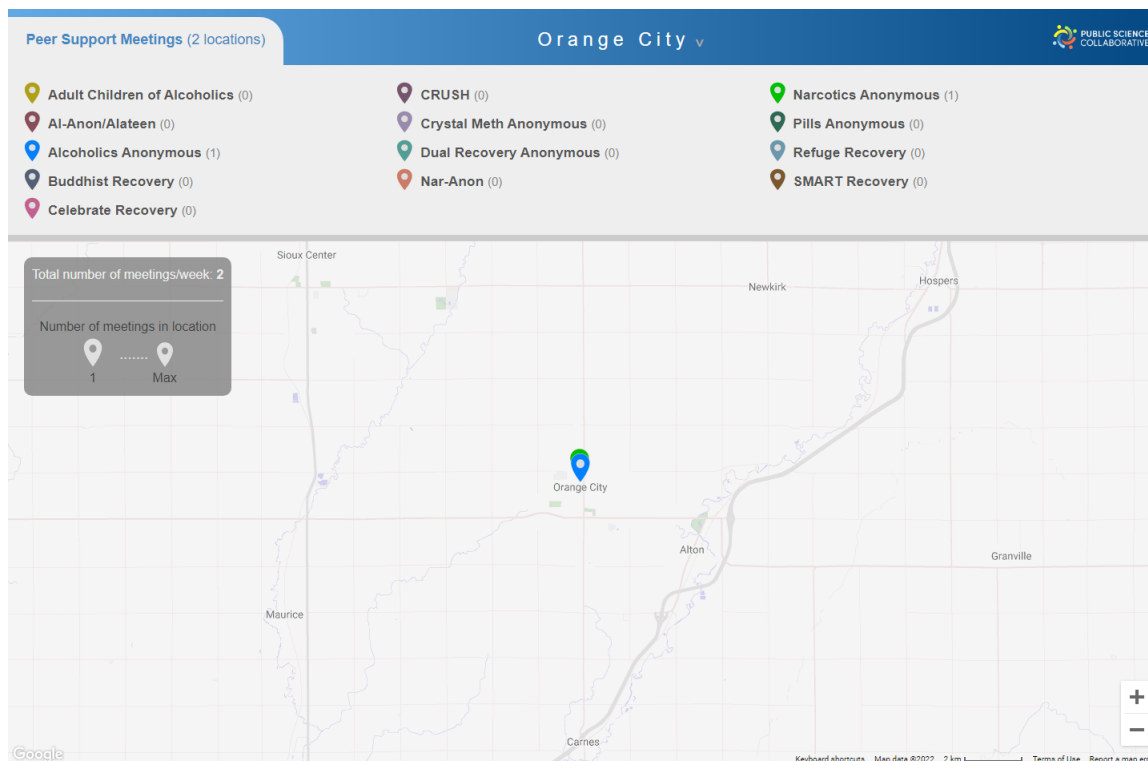 Peer Support Meetings (2 locations)
Orange City v
PUBLIC SCIENCE
COLLABORATIVE
Adult Children of Alcoholics (0)
Al-Anon/Alateen (0)
Alcoholics Anonymous (1)
Buddhist Recovery (0)
Celebrate Recovery (0)
CRUSH (0)
Crystal Meth Anonymous (0)
Dual Recovery Anonymous (0)
Nar-Anon (0)
Narcotics Anonymous (1)
Pills Anonymous (0)
Refuge Recovery (0)
SMART Recovery (0)
Total number of meetings/week: 2
Number of meetings in location
1 ....... Max
Sioux Center
Newkirk
Hospers
Orange City
Alton
Granville
Maurice
Carnes
+
−
Google
Keyboard shortcuts Map data ©2022 2 km Terms of Use Report a map er